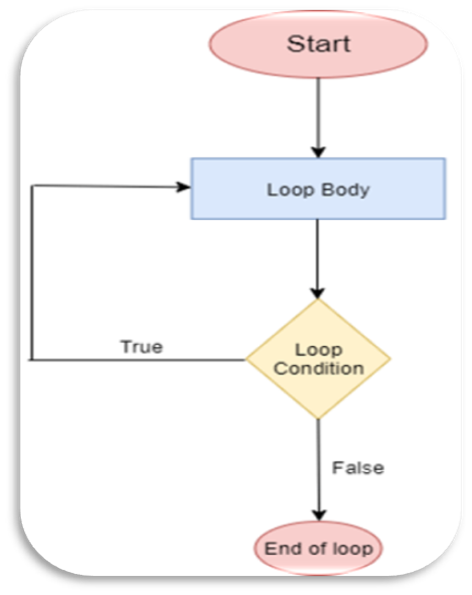 Start
Loop Body
True
Loop
Condition
False
End of loop